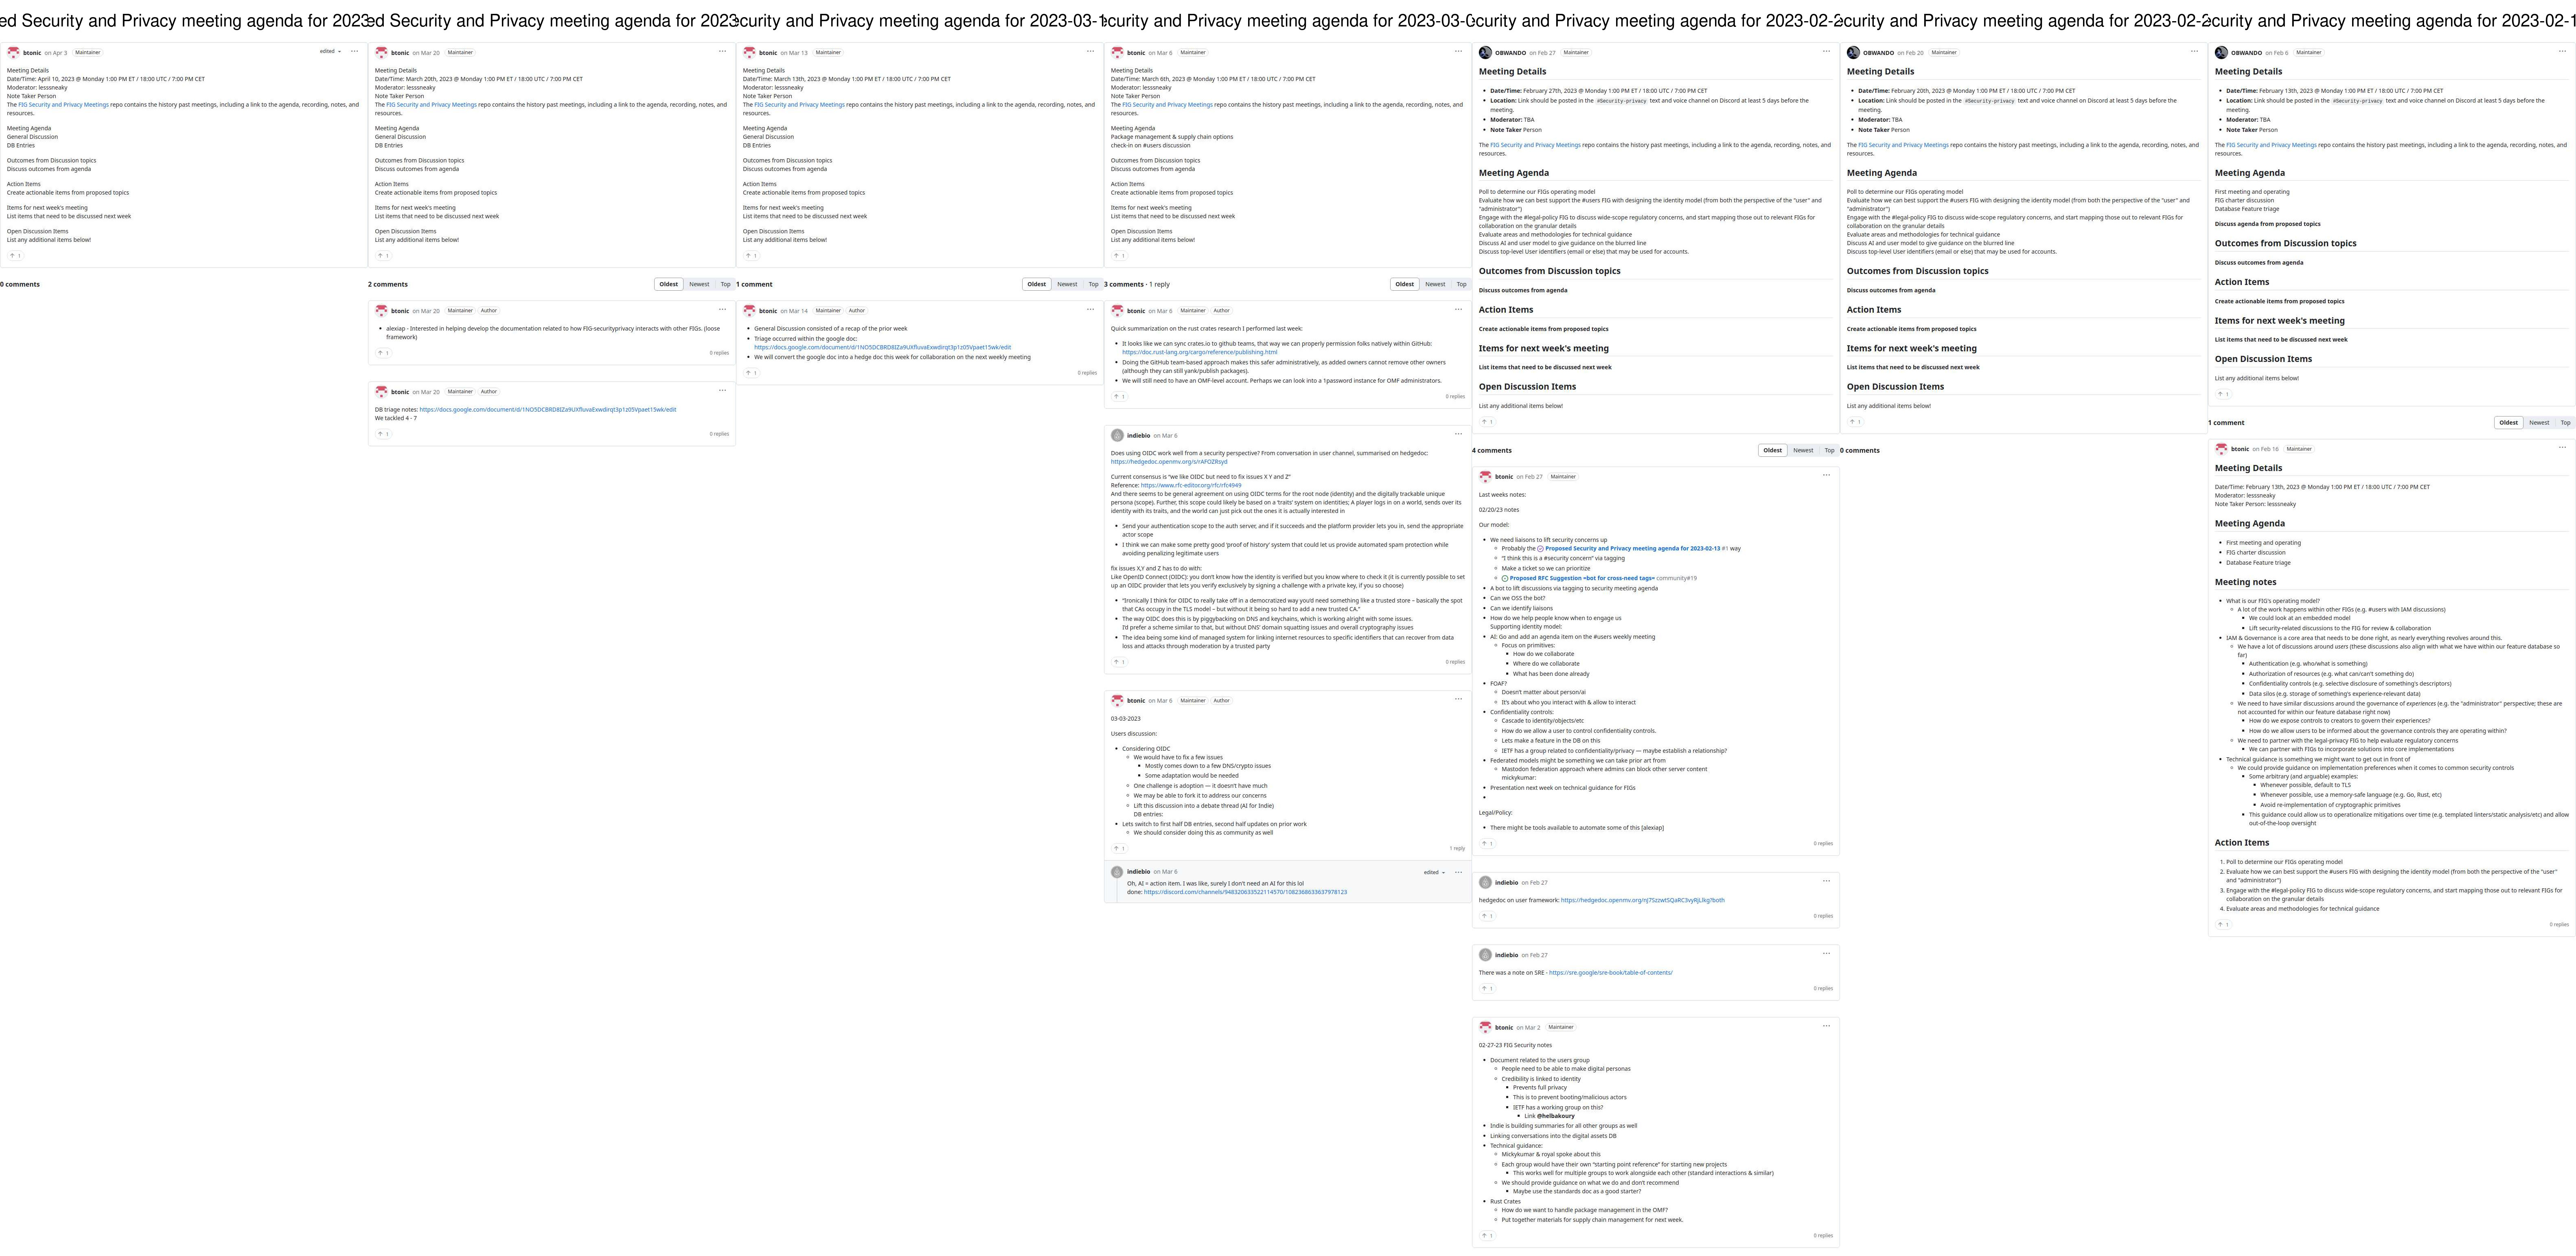 ed Security and Privacy meeting agenda for 2023
btonic on Apr 3 Maintainer edited
Meeting Details
Date/Time: April 10, 2023 @ Monday 1:00 PM ET / 18:00 UTC / 7:00 PM CET
Moderator: lesssneaky
Note Taker Person
The FIG Security and Privacy Meetings repo contains the history past meetings, including a link to the agenda, recording, notes, and
resources.
Meeting Agenda
General Discussion
DB Entries
Outcomes from Discussion topics
Discuss outcomes from agenda
Action Items
Create actionable items from proposed topics
Items for next week's meeting
List items that need to be discussed next week
Open Discussion Items
List any additional items below!
1
0 comments
ed Security and Privacy meeting agenda for 2023
btonic on Mar 20 Maintainer
Meeting Details
Date/Time: March 20th, 2023 @ Monday 1:00 PM ET / 18:00 UTC / 7:00 PM CET
Moderator: lesssneaky
Note Taker Person
The FIG Security and Privacy Meetings repo contains the history past meetings, including a link to the agenda, recording, notes, and
resources.
Meeting Agenda
General Discussion
DB Entries
Outcomes from Discussion topics
Discuss outcomes from agenda
Action Items
Create actionable items from proposed topics
Items for next week's meeting
List items that need to be discussed next week
Open Discussion Items
List any additional items below!
1
2 comments Oldest Newest Top
btonic on Mar 20 Maintainer Author
alexiap - Interested in helping develop the documentation related to how FIG-securityprivacy interacts with other FIGs. (loose
framework)
1 0 replies
btonic on Mar 20 Maintainer Author
DB triage notes:
We tackled 4 - 7
1 0 replies
curity and Privacy meeting agenda for 2023-03-1
btonic on Mar 13 Maintainer
Meeting Details
Date/Time: March 13th, 2023 @ Monday 1:00 PM ET / 18:00 UTC / 7:00 PM CET
Moderator: lesssneaky
Note Taker Person
The FIG Security and Privacy Meetings repo contains the history past meetings, including a link to the agenda, recording, notes, and
resources.
Meeting Agenda
General Discussion
DB Entries
Outcomes from Discussion topics
Discuss outcomes from agenda
Action Items
Create actionable items from proposed topics
Items for next week's meeting
List items that need to be discussed next week
Open Discussion Items
List any additional items below!
1
1 comment Oldest Newest Top
btonic on Mar 14 Maintainer Author
General Discussion consisted of a recap of the prior week
Triage occurred within the google doc:
We will convert the google doc into a hedge doc this week for collaboration on the next weekly meeting
1 0 replies
curity and Privacy meeting agenda for 2023-03-0
btonic on Mar 6 Maintainer
Meeting Details
Date/Time: March 6th, 2023 @ Monday 1:00 PM ET / 18:00 UTC / 7:00 PM CET
Moderator: lesssneaky
Note Taker Person
The FIG Security and Privacy Meetings repo contains the history past meetings, including a link to the agenda, recording, notes, and
resources.
Meeting Agenda
Package management & supply chain options
check-in on #users discussion
Outcomes from Discussion topics
Discuss outcomes from agenda
Action Items
Create actionable items from proposed topics
Items for next week's meeting
List items that need to be discussed next week
Open Discussion Items
List any additional items below!
1
3 comments · 1 reply Oldest Newest Top
btonic on Mar 6 Maintainer Author
Quick summarization on the rust crates research I performed last week:
It looks like we can sync crates.io to github teams, that way we can properly permission folks natively within GitHub:
https://doc.rust-lang.org/cargo/reference/publishing.html
Doing the GitHub team-based approach makes this safer administratively, as added owners cannot remove other owners
(although they can still yank/publish packages).
We will still need to have an OMF-level account. Perhaps we can look into a 1password instance for OMF administrators.
1 0 replies
indiebio on Mar 6
Does using OIDC work well from a security perspective? From conversation in user channel, summarised on hedgedoc:
https://hedgedoc.openmv.org/s/rAFOZRsyd
Current consensus is "we like OIDC but need to fix issues X Y and Z"
Reference: https://www.rfc-editor.org/rfc/rfc4949
And there seems to be general agreement on using OIDC terms for the root node (identity) and the digitally trackable unique
persona (scope). Further, this scope could likely be based on a 'traits' system on identities; A player logs in on a world, sends over its
identity with its traits, and the world can just pick out the ones it is actually interested in
Send your authentication scope to the auth server, and if it succeeds and the platform provider lets you in, send the appropriate
actor scope
I think we can make some pretty good 'proof of history' system that could let us provide automated spam protection while
avoiding penalizing legitimate users
fix issues X,Y and Z has to do with:
Like OpenID Connect (OIDC): you don't know how the identity is verified but you know where to check it (it is currently possible to set
up an OIDC provider that lets you verify exclusively by signing a challenge with a private key, if you so choose)
"Ironically I think for OIDC to really take off in a democratized way you'd need something like a trusted store – basically the spot
that CAs occupy in the TLS model – but without it being so hard to add a new trusted CA."
The way OIDC does this is by piggybacking on DNS and keychains, which is working alright with some issues.
I'd prefer a scheme similar to that, but without DNS' domain squatting issues and overall cryptography issues
The idea being some kind of managed system for linking internet resources to specific identifiers that can recover from data
loss and attacks through moderation by a trusted party
1 0 replies
btonic on Mar 6 Maintainer Author
03-03-2023
Users discussion:
Considering OIDC
We would have to fix a few issues
Mostly comes down to a few DNS/crypto issues
Some adaptation would be needed
One challenge is adoption — it doesn't have much
We may be able to fork it to address our concerns
Lift this discussion into a debate thread (AI for Indie)
DB entries:
Lets switch to first half DB entries, second half updates on prior work
We should consider doing this as community as well
1 1 reply
indiebio on Mar 6 edited
Oh, AI = action item. I was like, surely I don't need an AI for this lol
done: https://discord.com/channels/948320633522114570/1082368633637978123
curity and Privacy meeting agenda for 2023-02-2
OBWANDO on Feb 27 Maintainer
Meeting Details
Date/Time: February 27th, 2023 @ Monday 1:00 PM ET / 18:00 UTC / 7:00 PM CET
Location: Link should be posted in the #Security-privacy text and voice channel on Discord at least 5 days before the
meeting.
Moderator: TBA
Note Taker Person
The FIG Security and Privacy Meetings repo contains the history past meetings, including a link to the agenda, recording, notes, and
resources.
Meeting Agenda
Poll to determine our FIGs operating model
Evaluate how we can best support the #users FIG with designing the identity model (from both the perspective of the "user" and
"administrator")
Engage with the #legal-policy FIG to discuss wide-scope regulatory concerns, and start mapping those out to relevant FIGs for
collaboration on the granular details
Evaluate areas and methodologies for technical guidance
Discuss AI and user model to give guidance on the blurred line
Discuss top-level User identifiers (email or else) that may be used for accounts.
Outcomes from Discussion topics
Discuss outcomes from agenda
Action Items
Create actionable items from proposed topics
Items for next week's meeting
List items that need to be discussed next week
Open Discussion Items
List any additional items below!
1
4 comments Oldest Newest Top
btonic on Feb 27 Maintainer
Last weeks notes:
02/20/23 notes
Our model:
We need liaisons to lift security concerns up
Probably the Proposed Security and Privacy meeting agenda for 2023-02-13 #1 way
"I think this is a #security concern" via tagging
Make a ticket so we can prioritize
Proposed RFC Suggestion =bot for cross-need tags= community#19
A bot to lift discussions via tagging to security meeting agenda
Can we OSS the bot?
Can we identify liaisons
How do we help people know when to engage us
Supporting identity model:
AI: Go and add an agenda item on the #users weekly meeting
Focus on primitives:
How do we collaborate
Where do we collaborate
What has been done already
FOAF?
Doesn't matter about person/ai
It's about who you interact with & allow to interact
Confidentiality controls:
Cascade to identity/objects/etc
How do we allow a user to control confidentiality controls.
Lets make a feature in the DB on this
IETF has a group related to confidentiality/privacy — maybe establish a relationship?
Federated models might be something we can take prior art from
Mastodon federation approach where admins can block other server content
mickykumar:
Presentation next week on technical guidance for FIGs
Legal/Policy:
There might be tools available to automate some of this [alexiap]
1 0 replies
indiebio on Feb 27
hedgedoc on user framework:
1 0 replies
indiebio on Feb 27
There was a note on SRE - https://sre.google/sre-book/table-of-contents/
1 0 replies
btonic on Mar 2 Maintainer
02-27-23 FIG Security notes
Document related to the users group
People need to be able to make digital personas
Credibility is linked to identity
Prevents full privacy
This is to prevent booting/malicious actors
IETF has a working group on this?
Link @helbakoury
Indie is building summaries for all other groups as well
Linking conversations into the digital assets DB
Technical guidance:
Mickykumar & royal spoke about this
Each group would have their own "starting point reference" for starting new projects
This works well for multiple groups to work alongside each other (standard interactions & similar)
We should provide guidance on what we do and don't recommend
Maybe use the standards doc as a good starter?
Rust Crates
How do we want to handle package management in the OMF?
Put together materials for supply chain management for next week.
1 0 replies
curity and Privacy meeting agenda for 2023-02-2
OBWANDO on Feb 20 Maintainer
Meeting Details
Date/Time: February 20th, 2023 @ Monday 1:00 PM ET / 18:00 UTC / 7:00 PM CET
Location: Link should be posted in the #Security-privacy text and voice channel on Discord at least 5 days before the
meeting.
Moderator: TBA
Note Taker Person
The FIG Security and Privacy Meetings repo contains the history past meetings, including a link to the agenda, recording, notes, and
resources.
Meeting Agenda
Poll to determine our FIGs operating model
Evaluate how we can best support the #users FIG with designing the identity model (from both the perspective of the "user" and
"administrator")
Engage with the #legal-policy FIG to discuss wide-scope regulatory concerns, and start mapping those out to relevant FIGs for
collaboration on the granular details
Evaluate areas and methodologies for technical guidance
Discuss AI and user model to give guidance on the blurred line
Discuss top-level User identifiers (email or else) that may be used for accounts.
Outcomes from Discussion topics
Discuss outcomes from agenda
Action Items
Create actionable items from proposed topics
Items for next week's meeting
List items that need to be discussed next week
Open Discussion Items
List any additional items below!
1
0 comments
curity and Privacy meeting agenda for 2023-02-1
OBWANDO on Feb 6 Maintainer
Meeting Details
Date/Time: February 13th, 2023 @ Monday 1:00 PM ET / 18:00 UTC / 7:00 PM CET
Location: Link should be posted in the #Security-privacy text and voice channel on Discord at least 5 days before the
meeting.
Moderator: TBA
Note Taker Person
The FIG Security and Privacy Meetings repo contains the history past meetings, including a link to the agenda, recording, notes, and
resources.
Meeting Agenda
First meeting and operating
FIG charter discussion
Database Feature triage
Discuss agenda from proposed topics
Outcomes from Discussion topics
Discuss outcomes from agenda
Action Items
Create actionable items from proposed topics
Items for next week's meeting
List items that need to be discussed next week
Open Discussion Items
List any additional items below!
1
1 comment Oldest Newest Top
btonic on Feb 16 Maintainer
Meeting Details
Date/Time: February 13th, 2023 @ Monday 1:00 PM ET / 18:00 UTC / 7:00 PM CET
Moderator: lesssneaky
Note Taker Person: lesssneaky
Meeting Agenda
First meeting and operating
FIG charter discussion
Database Feature triage
Meeting notes
What is our FIG's operating model?
A lot of the work happens within other FIGs (e.g. #users with IAM discussions)
We could look at an embedded model
Lift security-related discussions to the FIG for review & collaboration
IAM & Governance is a core area that needs to be done right, as nearly everything revolves around this.
We have a lot of discussions around users (these discussions also align with what we have within our feature database so
far)
Authentication (e.g. who/what is something)
Authorization of resources (e.g. what can/can't something do)
Confidentiality controls (e.g. selective disclosure of something's descriptors)
Data silos (e.g. storage of something's experience-relevant data)
We need to have similar discussions around the governance of experiences (e.g. the "administrator" perspective; these are
not accounted for within our feature database right now)
How do we expose controls to creators to govern their experiences?
How do we allow users to be informed about the governance controls they are operating within?
We need to partner with the legal-privacy FIG to help evaluate regulatory concerns
We can partner with FIGs to incorporate solutions into core implementations
Technical guidance is something we might want to get out in front of
We could provide guidance on implementation preferences when it comes to common security controls
Some arbitrary (and arguable) examples:
Whenever possible, default to TLS
Whenever possible, use a memory-safe language (e.g. Go, Rust, etc)
Avoid re-implementation of cryptographic primitives
This guidance could allow us to operationalize mitigations over time (e.g. templated linters/static analysis/etc) and allow
out-of-the-loop oversight
Action Items
1. Poll to determine our FIGs operating model
2. Evaluate how we can best support the #users FIG with designing the identity model (from both the perspective of the "user"
and "administrator")
3. Engage with the #legal-policy FIG to discuss wide-scope regulatory concerns, and start mapping those out to relevant FIGs for
collaboration on the granular details
4. Evaluate areas and methodologies for technical guidance
1 0 replies